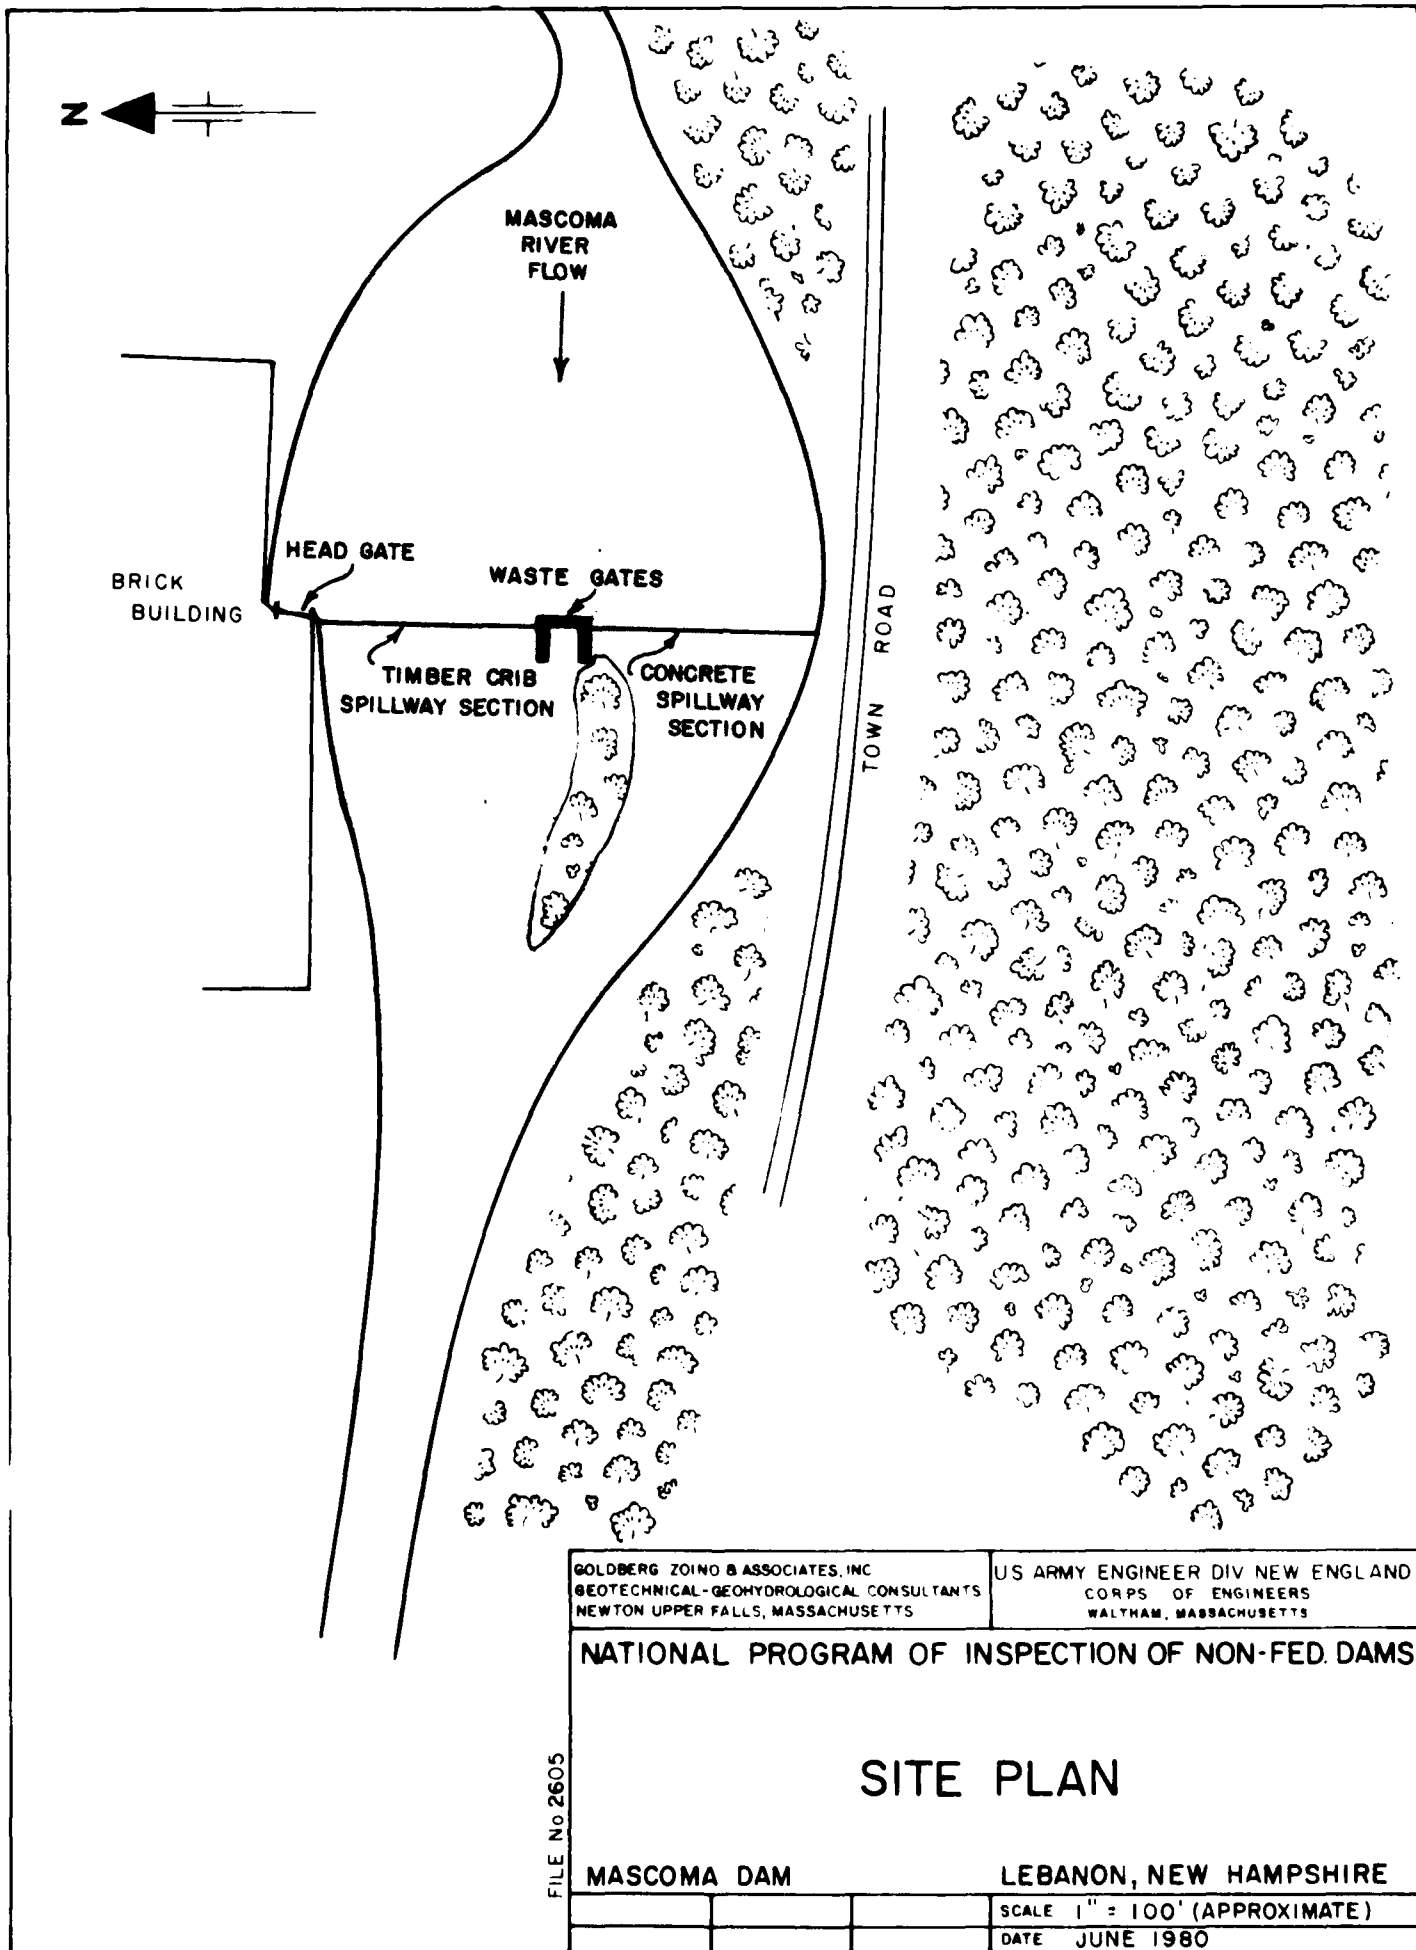 N
MASCOMA
RIVER
FLOW
HEAD GATE
BRICK
BUILDING
WASTE GATES
TIMBER CRIB
SPILLWAY SECTION
CONCRETE
SPILLWAY
SECTION
TOWN ROAD
GOLDBERG ZOINO & ASSOCIATES, INC
GEOTECHNICAL-GEOHYDROLOGICAL CONSULTANTS
NEWTON UPPER FALLS, MASSACHUSETTS
US ARMY ENGINEER DIV NEW ENGLAND
CORPS OF ENGINEERS
WALTHAM, MASSACHUSETTS
NATIONAL PROGRAM OF INSPECTION OF NON-FED. DAMS
SITE PLAN
FILE No 2605
MASCOMA DAM
LEBANON, NEW HAMPSHIRE
SCALE 1" = 100' (APPROXIMATE)
DATE JUNE 1980